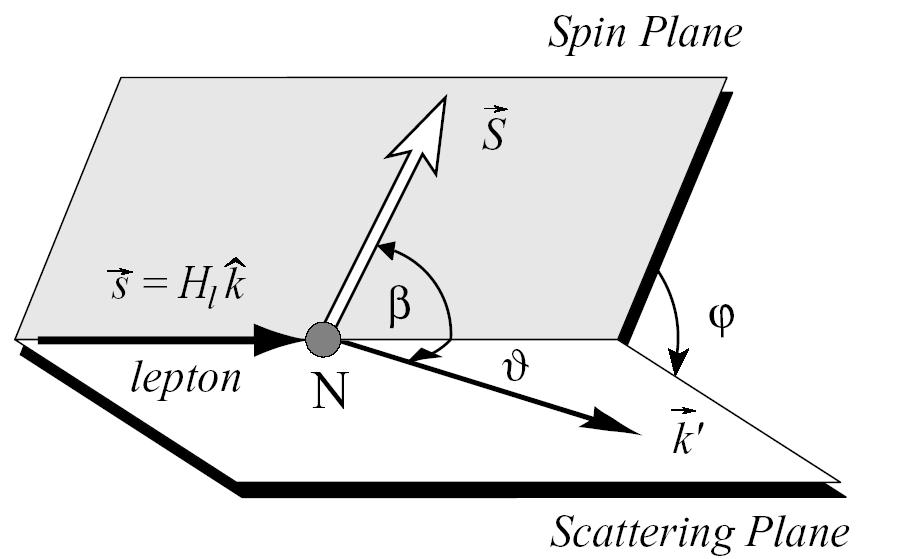 Spin Plane
S⃗
s⃗ = H_l k̂
β
φ
lepton
N
ϑ
k⃗'
Scattering Plane